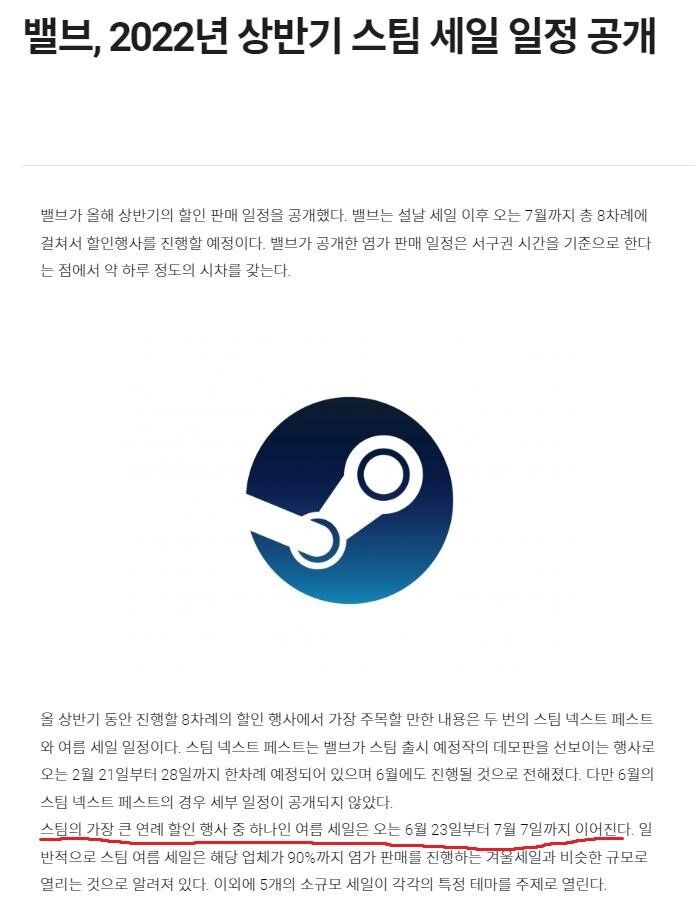 밸브, 2022년 상반기 스팀 세일 일정 공개
밸브가 올해 상반기의 할인 판매 일정을 공개했다. 밸브는 설날 세일 이후 오는 7월까지 총 8차례에
걸쳐서 할인행사를 진행할 예정이다. 밸브가 공개한 염가 판매 일정은 서구권 시간을 기준으로 한다
는 점에서 약 하루 정도의 시차를 갖는다.
올 상반기 동안 진행할 8차례의 할인 행사에서 가장 주목할 만한 내용은 두 번의 스팀 넥스트 페스트
와 여름 세일 일정이다. 스팀 넥스트 페스트는 밸브가 스팀 출시 예정작의 데모판을 선보이는 행사로
오는 2월 21일부터 28일까지 한차례 예정되어 있으며 6월에도 진행될 것으로 전해졌다. 다만 6월의
스팀 넥스트 페스트의 경우 세부 일정이 공개되지 않았다.
스팀의 가장 큰 연례 할인 행사 중 하나인 여름 세일은 오는 6월 23일부터 7월 7일까지 이어진다. 일
반적으로 스팀 여름 세일은 해당 업체가 90%까지 염가 판매를 진행하는 겨울세일과 비슷한 규모로
열리는 것으로 알려져 있다. 이외에 5개의 소규모 세일이 각각의 특정 테마를 주제로 열린다.